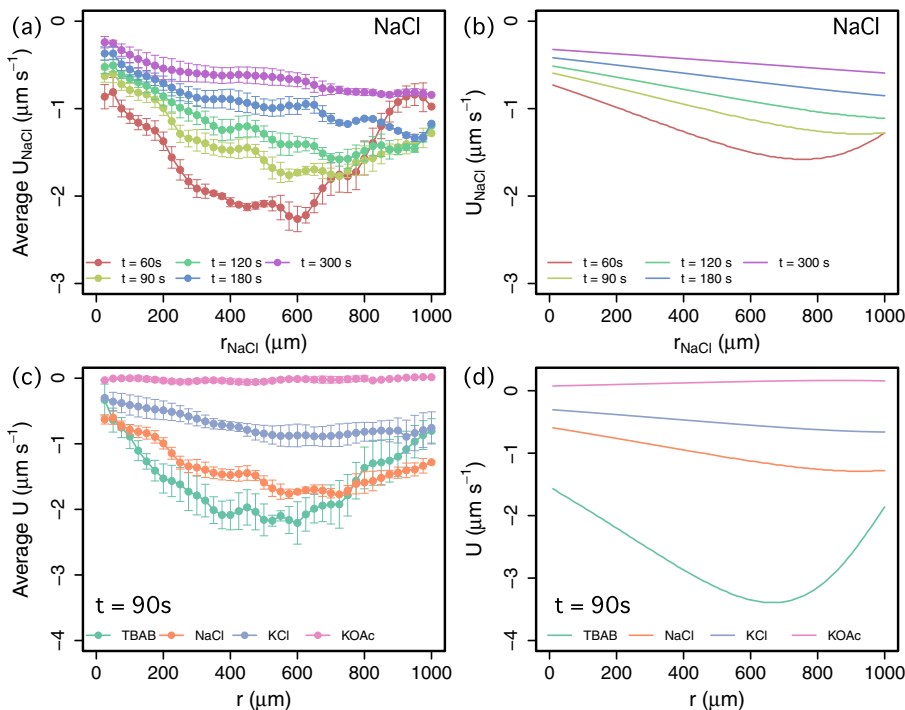 (a)
NaCl
Average U_NaCl (μm s⁻¹)
0
−1
−2
−3
t = 60s
t = 120 s
t = 300 s
t = 90 s
t = 180 s
0 200 400 600 800 1000
r_NaCl (μm)
(b)
NaCl
U_NaCl (μm s⁻¹)
0
−1
−2
−3
t = 60s
t = 120 s
t = 300 s
t = 90 s
t = 180 s
0 200 400 600 800 1000
r_NaCl (μm)
(c)
Average U (μm s⁻¹)
0
−1
−2
−3
−4
t = 90s
TBAB NaCl KCl KOAc
0 200 400 600 800 1000
r (μm)
(d)
U (μm s⁻¹)
0
−1
−2
−3
−4
t = 90s
TBAB NaCl KCl KOAc
0 200 400 600 800 1000
r (μm)